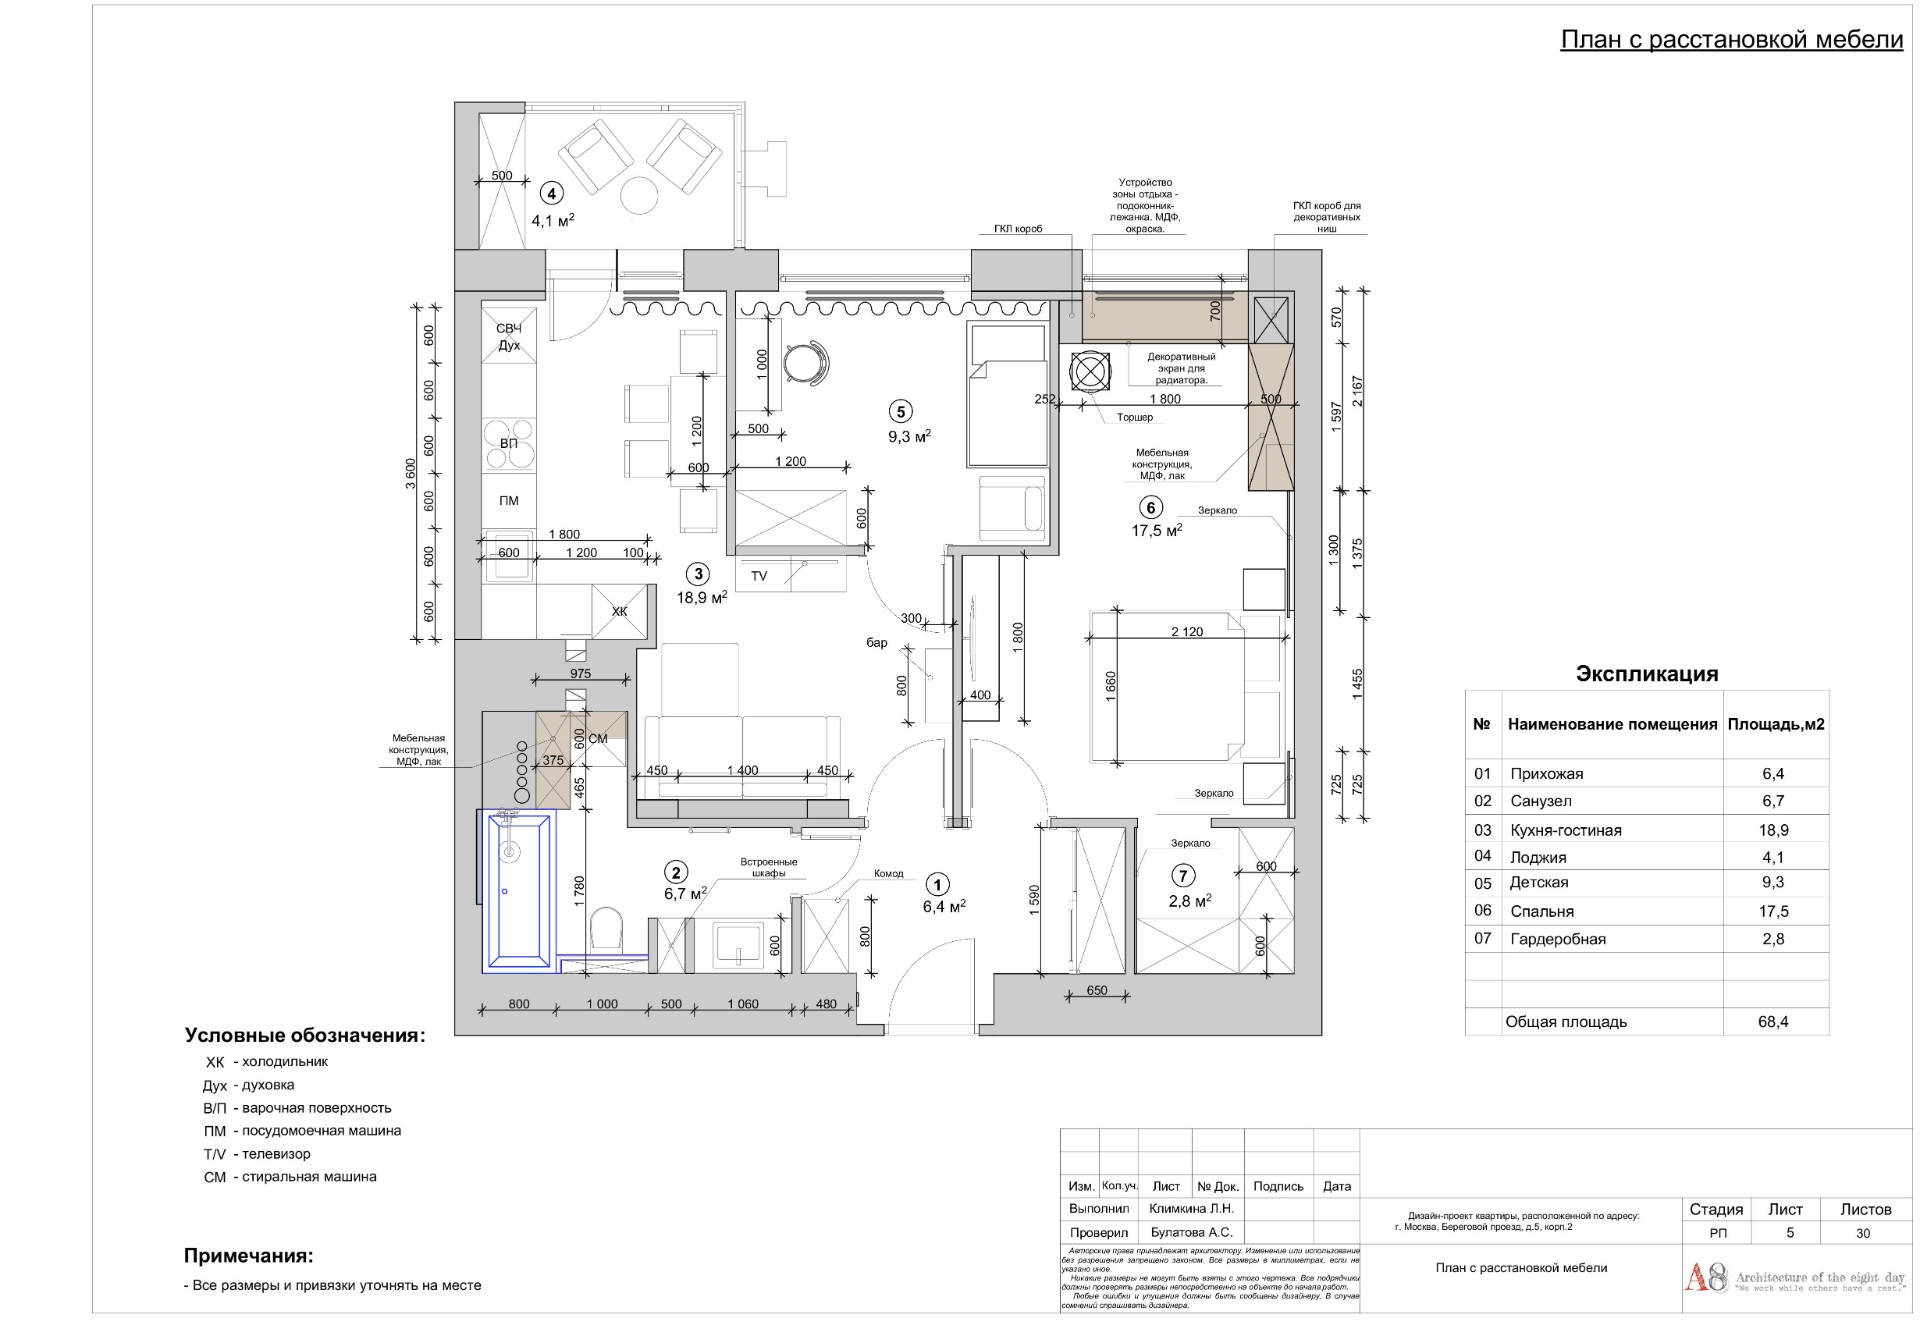 План с расстановкой мебели
500
4
4,1 м²
Устройство
зоны отдыха -
подоконник-
лежанка. МДФ,
окраска.
ГКЛ короб
ГКЛ короб для
декоративных
ниш
СВЧ
Дух
ВП
ПМ
ХК
3 600
600
600
600
600
600
600
1 800
600
1 200
100
1 200
600
3
18,9 м²
1 000
500
1 200
600
5
9,3 м²
TV
300
бар
800
700
Декоративный
экран для
радиатора.
252
1 800
500
Торшер
Мебельная
конструкция,
МДФ, лак
6
17,5 м²
Зеркало
570
2 167
1 597
1 300
1 375
1 455
725
725
2 120
1 660
1 800
400
Зеркало
975
Мебельная
конструкция,
МДФ, лак
600
СМ
375
465
450
1 400
450
1 780
2
6,7 м²
Встроенные
шкафы
Комод
1
6,4 м²
800
600
1 590
Зеркало
7
2,8 м²
600
600
650
800
1 000
500
1 060
480
Экспликация
№ Наименование помещения Площадь,м2
01 Прихожая 6,4
02 Санузел 6,7
03 Кухня-гостиная 18,9
04 Лоджия 4,1
05 Детская 9,3
06 Спальня 17,5
07 Гардеробная 2,8
Общая площадь 68,4
Условные обозначения:
ХК - холодильник
Дух - духовка
В/П - варочная поверхность
ПМ - посудомоечная машина
T/V - телевизор
СМ - стиральная машина
Примечания:
- Все размеры и привязки уточнять на месте
Изм. Кол.уч. Лист № Док. Подпись Дата
Выполнил Климкина Л.Н.
Проверил Булатова А.С.
Авторские права принадлежат архитектору. Изменение или использование
без разрешения запрещено законом. Все размеры в миллиметрах, если не
указано иное.
Никакие размеры не могут быть взяты с этого чертежа. Все подрядчики
должны проверять размеры непосредственно на объекте до начала работ.
Любые ошибки и упущения должны быть сообщены дизайнеру. В случае
сомнений спрашивать дизайнера.
Дизайн-проект квартиры, расположенной по адресу:
г. Москва, Береговой проезд, д.5, корп.2
Стадия Лист Листов
РП 5 30
План с расстановкой мебели
A8 Architecture of the eight day
"We work while others have a rest."